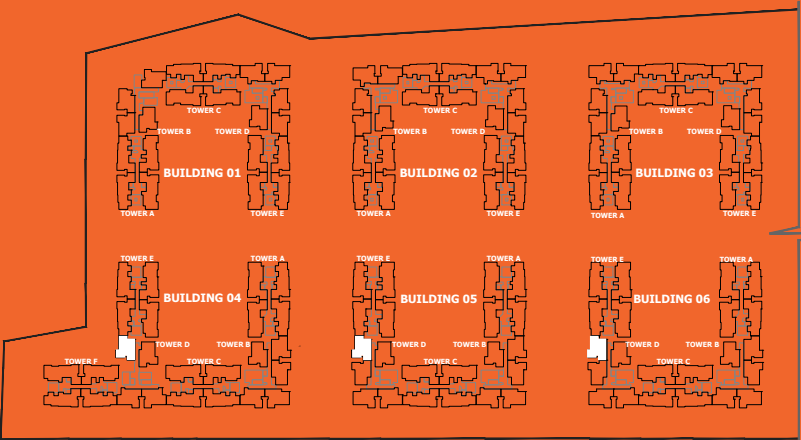 TOWER C TOWER C TOWER C
TOWER B TOWER D TOWER B TOWER D TOWER B TOWER D
BUILDING 01 BUILDING 02 BUILDING 03
TOWER A TOWER E TOWER A TOWER E TOWER A TOWER E
TOWER E TOWER A TOWER E TOWER A TOWER E TOWER A
BUILDING 04 BUILDING 05 BUILDING 06
TOWER D TOWER B TOWER D TOWER B TOWER D TOWER B
TOWER F TOWER C TOWER C TOWER C